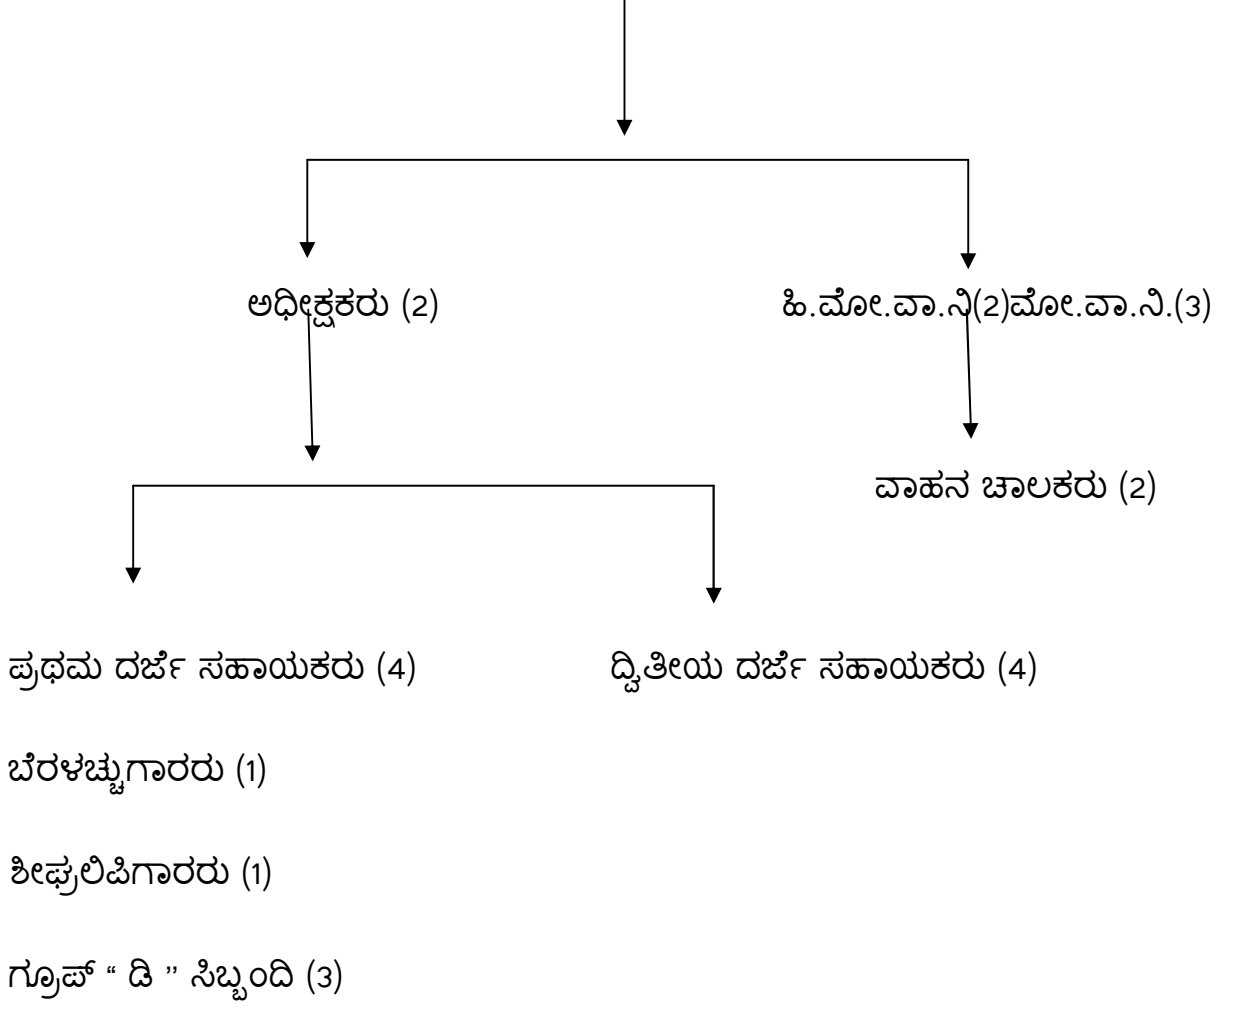 ಅಧೀಕ್ಷಕರು (2)
ಹಿ.ಮೋ.ವಾ.ನಿ(2)ಮೋ.ವಾ.ನಿ.(3)
ವಾಹನ ಚಾಲಕರು (2)
ಪ್ರಥಮ ದರ್ಜೆ ಸಹಾಯಕರು (4)
ದ್ವಿತೀಯ ದರ್ಜೆ ಸಹಾಯಕರು (4)
ಬೆರಳಚ್ಚುಗಾರರು (1)
ಶೀಘ್ರಲಿಪಿಗಾರರು (1)
ಗ್ರೂಪ್ “ ಡಿ ” ಸಿಬ್ಬಂದಿ (3)